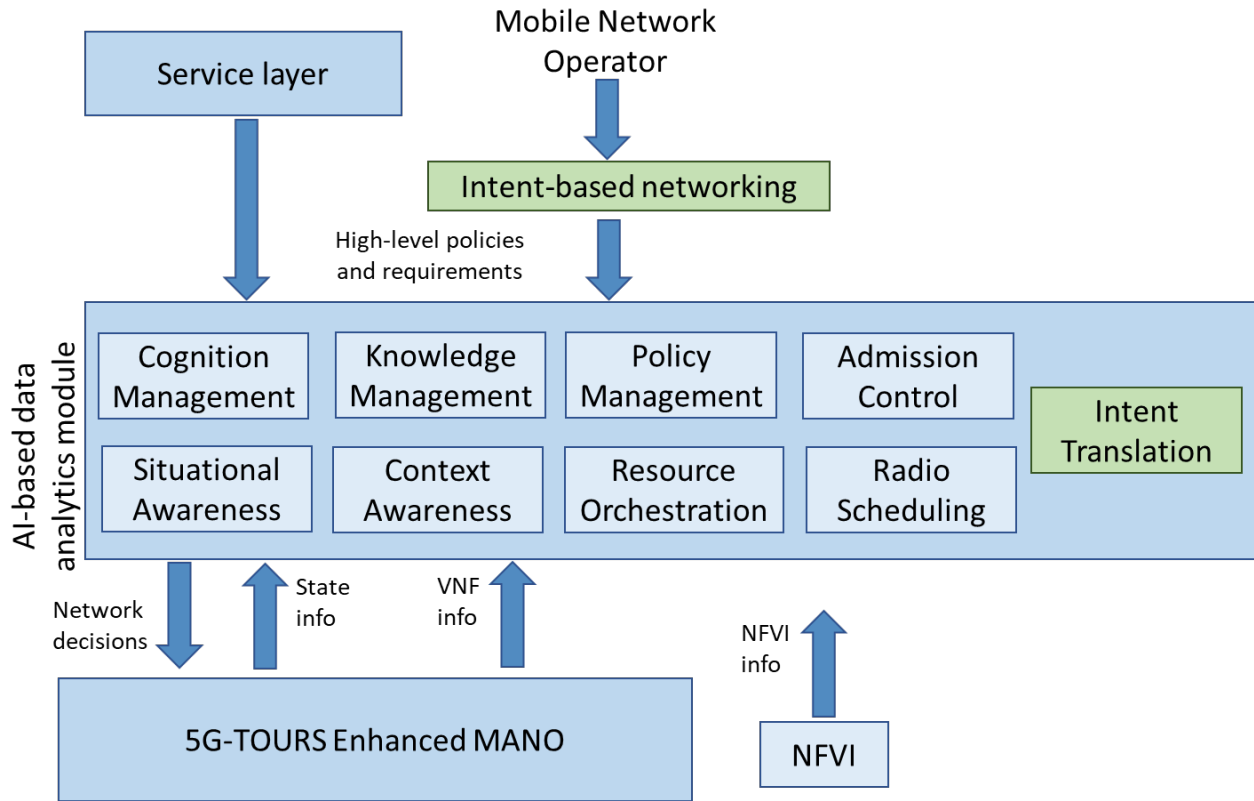 Service layer
Mobile Network
Operator
Intent-based networking
High-level policies
and requirements
AI-based data
analytics module
Cognition
Management
Knowledge
Management
Policy
Management
Admission
Control
Intent
Translation
Situational
Awareness
Context
Awareness
Resource
Orchestration
Radio
Scheduling
Network
decisions
State
info
VNF
info
NFVI
info
5G-TOURS Enhanced MANO
NFVI